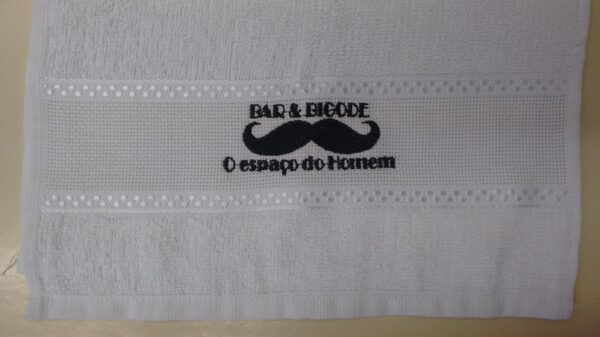 BAR & BIGODE
O espaço do Homem